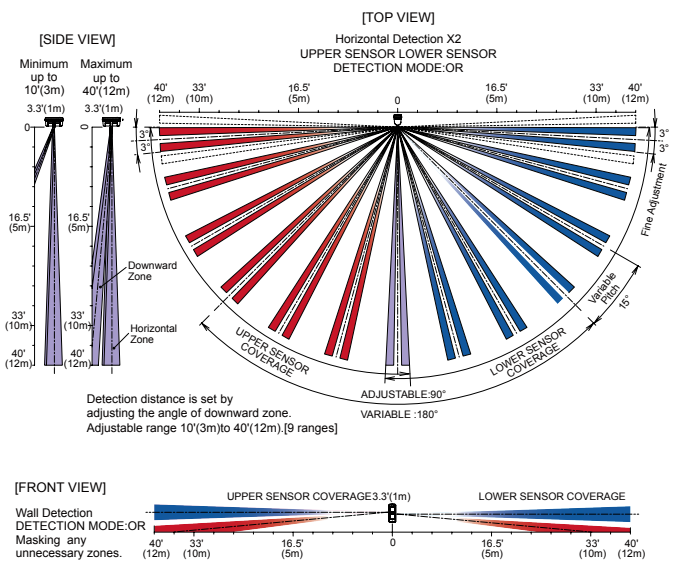 [TOP VIEW]
Horizontal Detection X2
UPPER SENSOR LOWER SENSOR
DETECTION MODE:OR
[SIDE VIEW]
Minimum
up to
10'(3m)
3.3'(1m)
Maximum
up to
40'(12m)
3.3'(1m)
0
16.5'
(5m)
33'
(10m)
40'
(12m)
0
16.5'
(5m)
33'
(10m)
40'
(12m)
Downward
Zone
Horizontal
Zone
40'
(12m)
33'
(10m)
16.5'
(5m)
0
16.5'
(5m)
33'
(10m)
40'
(12m)
3°
3°
3°
3°
Fine Adjustment
Variable
Pitch
15°
UPPER SENSOR
COVERAGE
LOWER SENSOR
COVERAGE
ADJUSTABLE:90°
VARIABLE :180°
Detection distance is set by
adjusting the angle of downward zone.
Adjustable range 10'(3m)to 40'(12m).[9 ranges]
[FRONT VIEW]
Wall Detection
DETECTION MODE:OR
Masking any
unnecessary zones.
UPPER SENSOR COVERAGE
3.3'(1m)
LOWER SENSOR COVERAGE
40'
(12m)
33'
(10m)
16.5'
(5m)
0
16.5'
(5m)
33'
(10m)
40'
(12m)